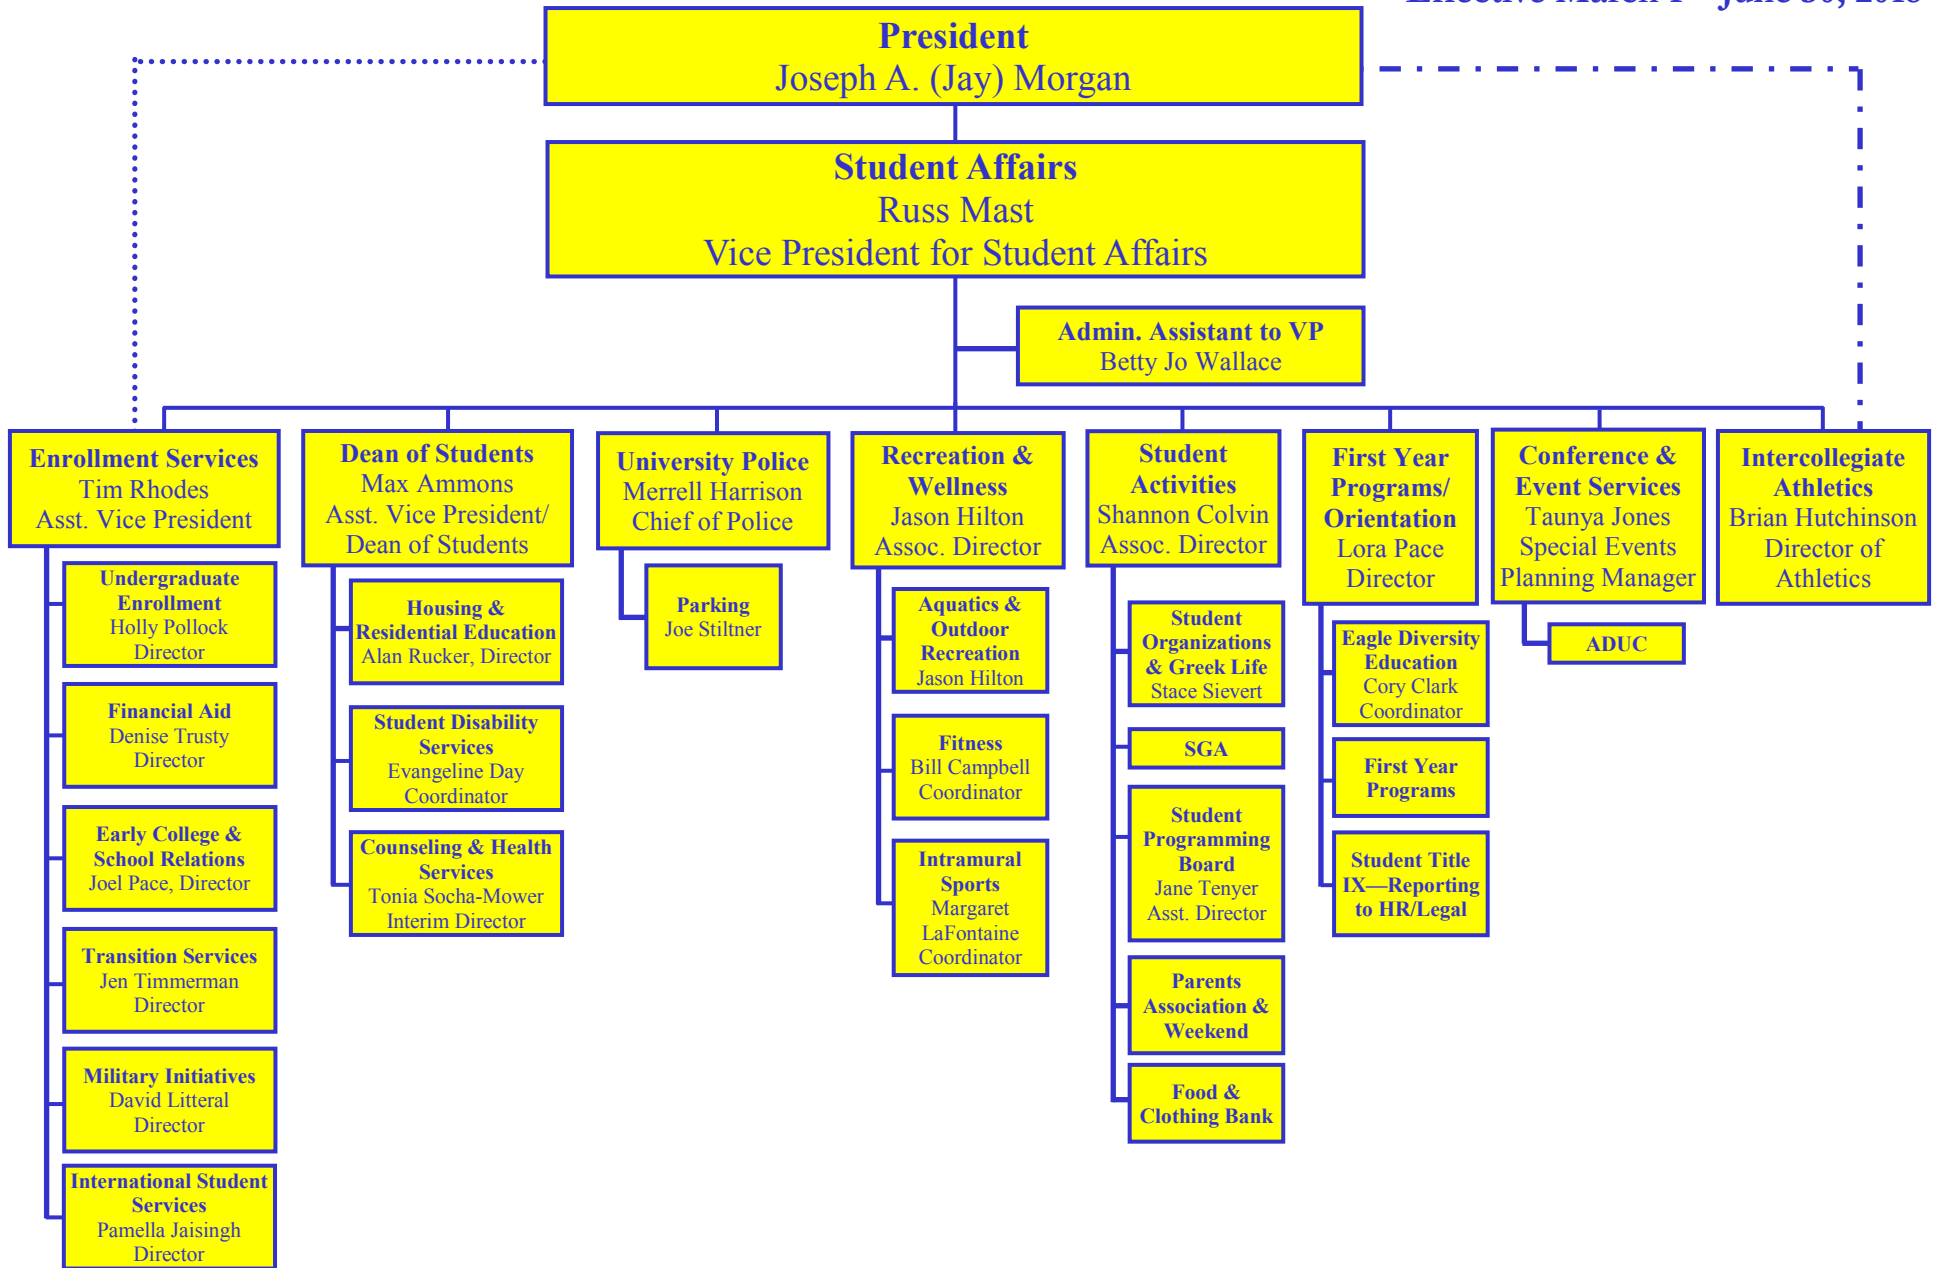 Effective March 1 - June 30, 2018
President
Joseph A. (Jay) Morgan
Student Affairs
Russ Mast
Vice President for Student Affairs
Admin. Assistant to VP
Betty Jo Wallace
Enrollment Services
Tim Rhodes
Asst. Vice President
Undergraduate
Enrollment
Holly Pollock
Director
Financial Aid
Denise Trusty
Director
Early College &
School Relations
Joel Pace, Director
Transition Services
Jen Timmerman
Director
Military Initiatives
David Litteral
Director
International Student
Services
Pamella Jaisingh
Director
Dean of Students
Max Ammons
Asst. Vice President/
Dean of Students
Housing &
Residential Education
Alan Rucker, Director
Student Disability
Services
Evangeline Day
Coordinator
Counseling & Health
Services
Tonia Socha-Mower
Interim Director
University Police
Merrell Harrison
Chief of Police
Parking
Joe Stiltner
Recreation &
Wellness
Jason Hilton
Assoc. Director
Aquatics &
Outdoor
Recreation
Jason Hilton
Fitness
Bill Campbell
Coordinator
Intramural
Sports
Margaret
LaFontaine
Coordinator
Student
Activities
Shannon Colvin
Assoc. Director
Student
Organizations
& Greek Life
Stace Sievert
SGA
Student
Programming
Board
Jane Tenyer
Asst. Director
Parents
Association &
Weekend
Food &
Clothing Bank
First Year
Programs/
Orientation
Lora Pace
Director
Eagle Diversity
Education
Cory Clark
Coordinator
First Year
Programs
Student Title
IX—Reporting
to HR/Legal
Conference &
Event Services
Taunya Jones
Special Events
Planning Manager
ADUC
Intercollegiate
Athletics
Brian Hutchinson
Director of
Athletics